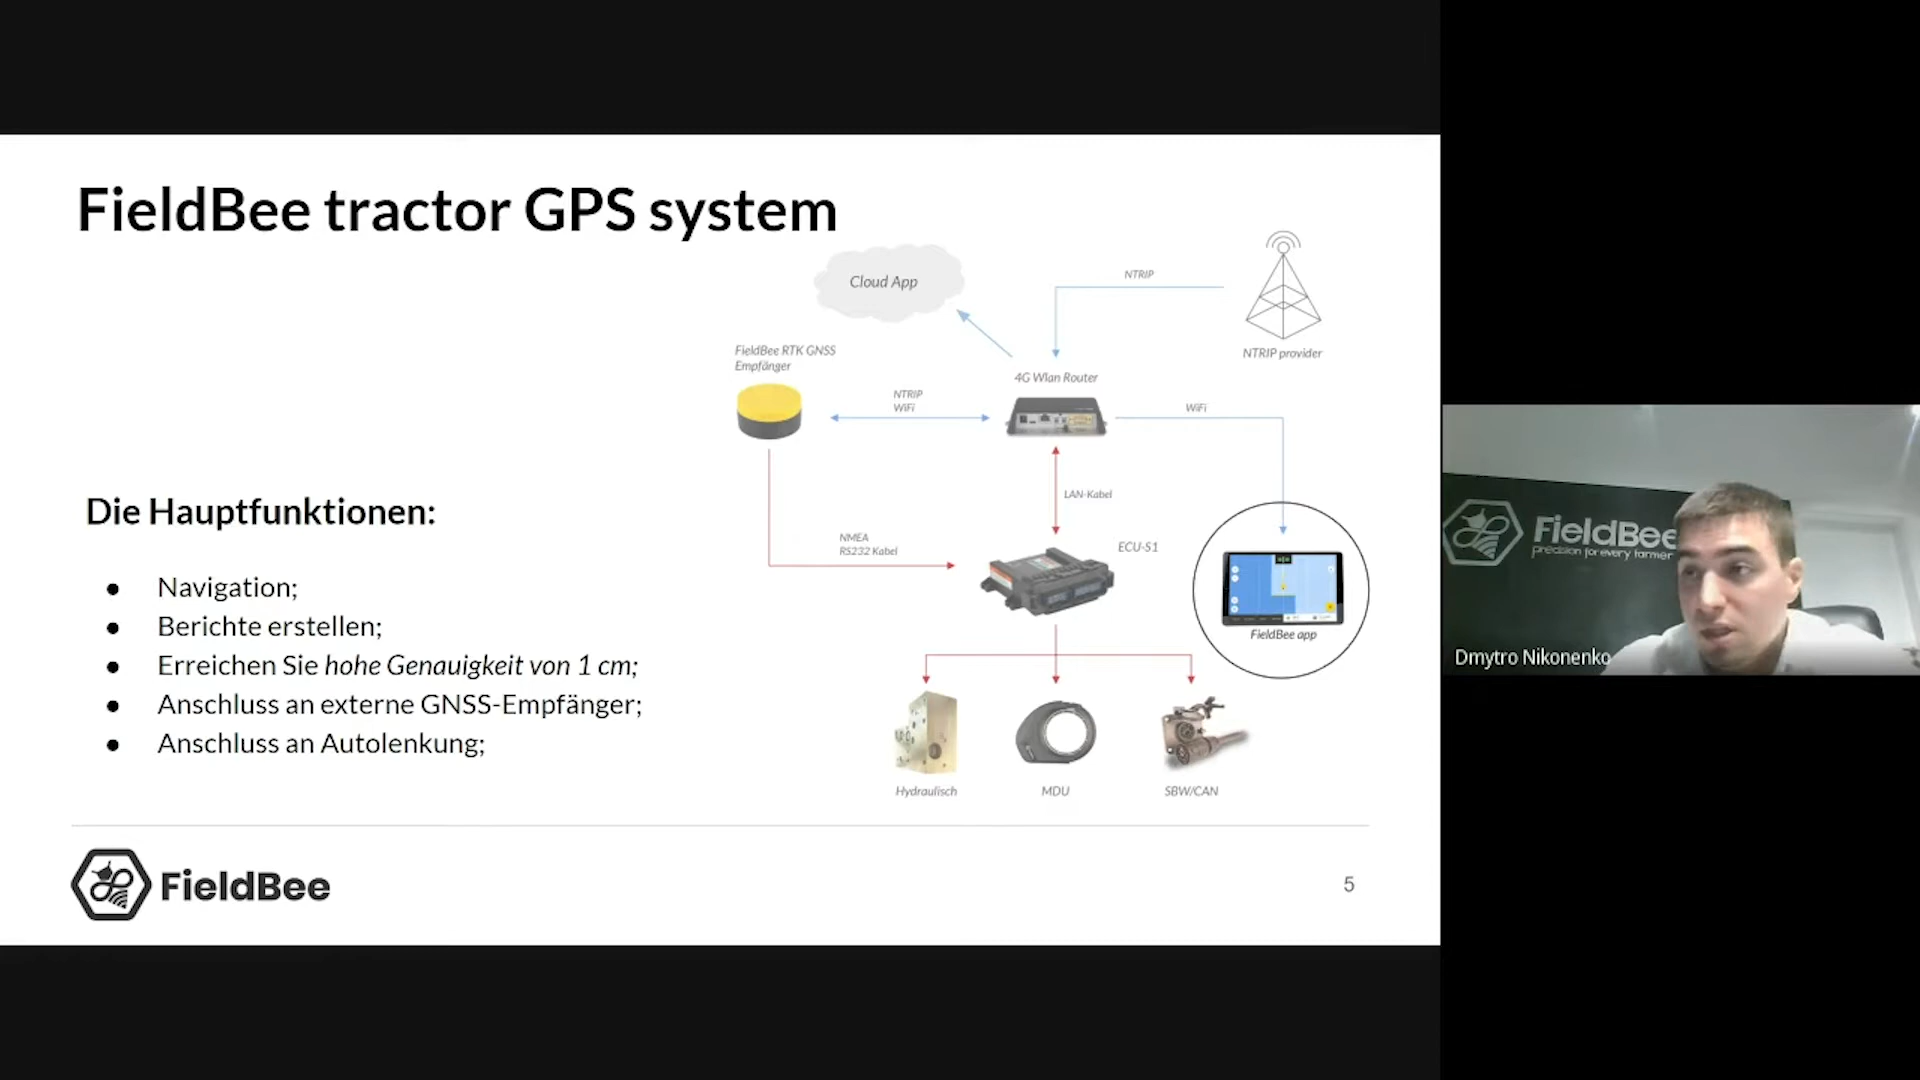 FieldBee tractor GPS system
Cloud App
NTRIP
NTRIP provider
FieldBee RTK GNSS
Empfänger
4G Wlan Router
NTRIP
WiFi
WiFi
LAN-Kabel
NMEA
RS232 Kabel
ECU-S1
FieldBee app
Hydraulisch
MDU
SBW/CAN
Die Hauptfunktionen:
● Navigation;
● Berichte erstellen;
● Erreichen Sie hohe Genauigkeit von 1 cm;
● Anschluss an externe GNSS-Empfänger;
● Anschluss an Autolenkung;
FieldBee
5
FieldBee
precision for every farmer
Dmytro Nikonenko